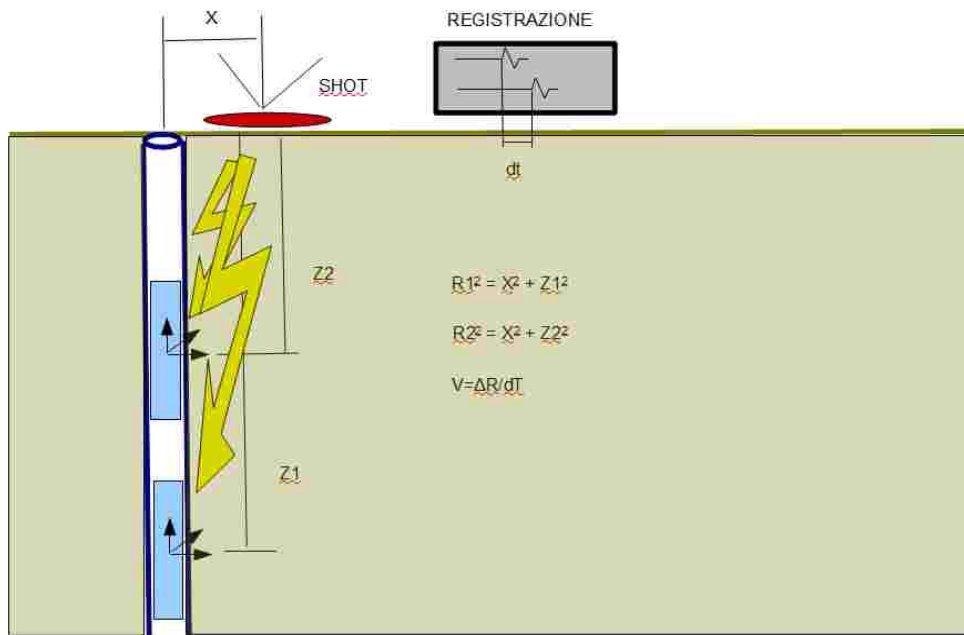 X
REGISTRAZIONE
SHOT
dt
Z2
R1² = X² + Z1²
R2² = X² + Z2²
V=ΔR/dT
Z1